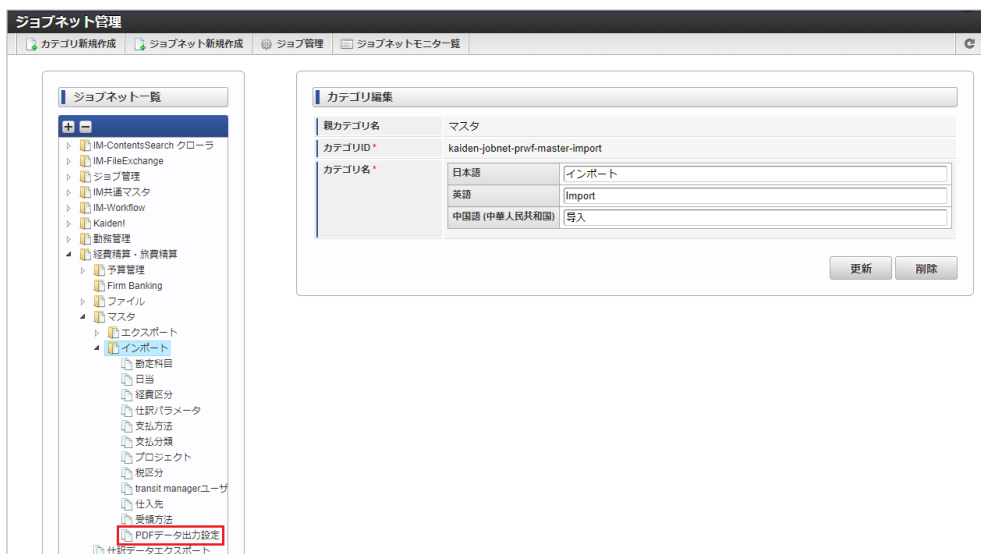 ジョブネット管理
カテゴリ新規作成 ジョブネット新規作成 ジョブ管理 ジョブネットモニタ一覧
ジョブネット一覧
IM-ContentsSearch クローラ
IM-FileExchange
ジョブ管理
IM共通マスタ
IM-Workflow
Kaiden!
勤務管理
経費精算・旅費精算
予算管理
Firm Banking
ファイル
マスタ
エクスポート
インポート
勘定科目
日当
経費区分
仕訳パラメータ
支払方法
支払分類
プロジェクト
税区分
transit managerユーザ
仕入先
受領方法
PDFデータ出力設定
仕訳データエクスポート
カテゴリ編集
親カテゴリ名 マスタ
カテゴリID * kaiden-jobnet-prwf-master-import
カテゴリ名 *
日本語 インポート
英語 Import
中国語 (中華人民共和国) 导入
更新 削除